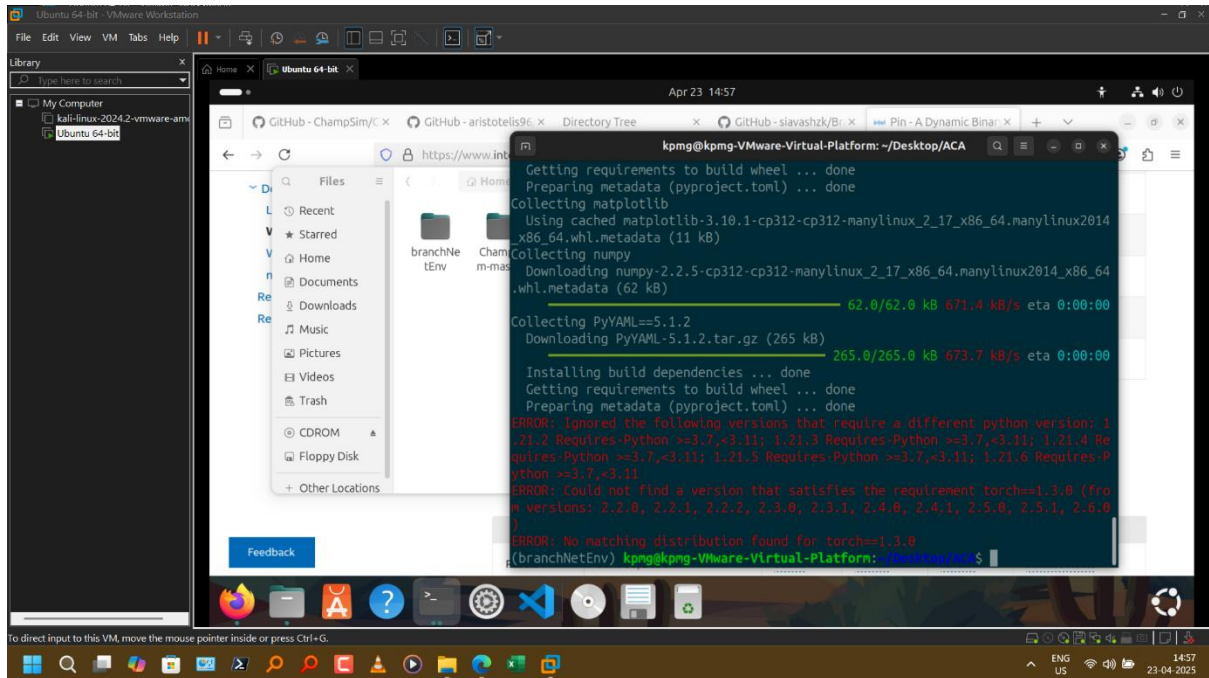 Ubuntu 64-bit - VMware Workstation
File Edit View VM Tabs Help
Library
Type here to search
My Computer
kali-linux-2024.2-vmware-am
Ubuntu 64-bit
Home
Ubuntu 64-bit
Apr 23 14:57
GitHub - ChampSim/C
GitHub - aristotelis96
Directory Tree
GitHub - siavashzk/Br
Pin - A Dynamic Binar
https://www.int
kpmg@kpmg-VMware-Virtual-Platform: ~/Desktop/ACA
Files
Home
Recent
Starred
Home
Documents
Downloads
Music
Pictures
Videos
Trash
CDROM
Floppy Disk
+ Other Locations
branchNe
tEnv
Cham
m-mas
Re
Re
Feedback
Getting requirements to build wheel ... done
Preparing metadata (pyproject.toml) ... done
Collecting matplotlib
Using cached matplotlib-3.10.1-cp312-cp312-manylinux_2_17_x86_64.manylinux2014
_x86_64.whl.metadata (11 kB)
Collecting numpy
Downloading numpy-2.2.5-cp312-cp312-manylinux_2_17_x86_64.manylinux2014_x86_64
.whl.metadata (62 kB)
62.0/62.0 kB 671.4 kB/s eta 0:00:00
Collecting PyYAML==5.1.2
Downloading PyYAML-5.1.2.tar.gz (265 kB)
265.0/265.0 kB 673.7 kB/s eta 0:00:00
Installing build dependencies ... done
Getting requirements to build wheel ... done
Preparing metadata (pyproject.toml) ... done
ERROR: Ignored the following versions that require a different python version: 1
.21.2 Requires-Python >=3.7,<3.11; 1.21.3 Requires-Python >=3.7,<3.11; 1.21.4 Re
quires-Python >=3.7,<3.11; 1.21.5 Requires-Python >=3.7,<3.11; 1.21.6 Requires-P
ython >=3.7,<3.11
ERROR: Could not find a version that satisfies the requirement torch==1.3.0 (fro
m versions: 2.2.0, 2.2.1, 2.2.2, 2.3.0, 2.3.1, 2.4.0, 2.4.1, 2.5.0, 2.5.1, 2.6.0
)
ERROR: No matching distribution found for torch==1.3.0
(branchNetEnv) kpmg@kpmg-VMware-Virtual-Platform:~/Desktop/ACA$
To direct input to this VM, move the mouse pointer inside or press Ctrl+G.
ENG
US
14:57
23-04-2025